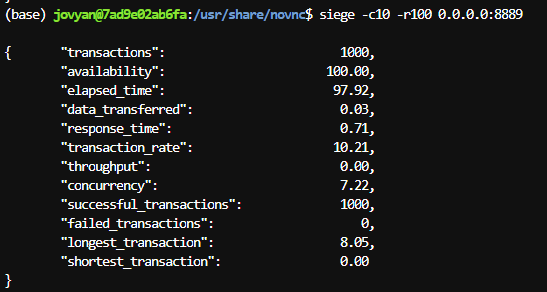 (base) jovyan@7ad9e02ab6fa:/usr/share/novnc$ siege -c10 -r100 0.0.0.0:8889
{ "transactions": 1000,
"availability": 100.00,
"elapsed_time": 97.92,
"data_transferred": 0.03,
"response_time": 0.71,
"transaction_rate": 10.21,
"throughput": 0.00,
"concurrency": 7.22,
"successful_transactions": 1000,
"failed_transactions": 0,
"longest_transaction": 8.05,
"shortest_transaction": 0.00
}